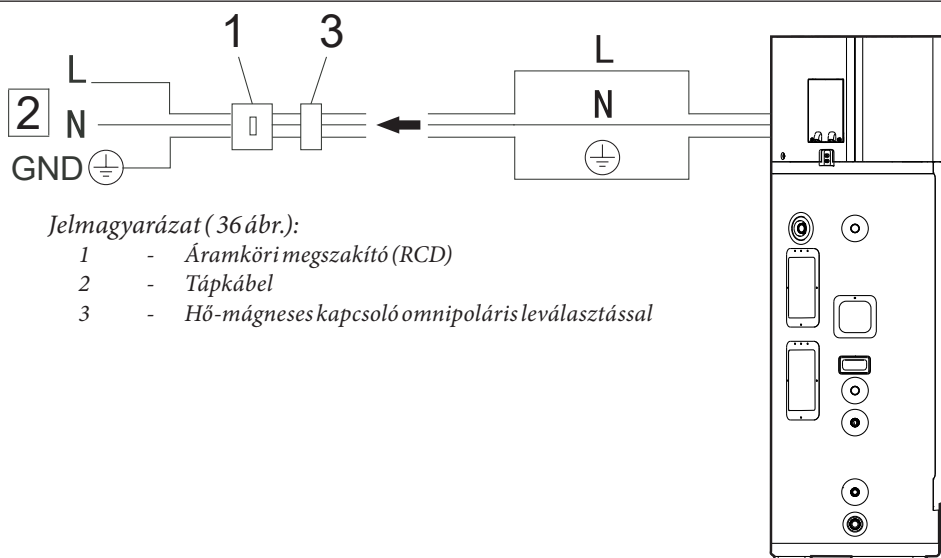 1 3
L L
2 N N
GND
Jelmagyarázat ( 36 ábr.):
1 - Áramköri megszakító (RCD)
2 - Tápkábel
3 - Hő-mágneses kapcsoló omnipoláris leválasztással